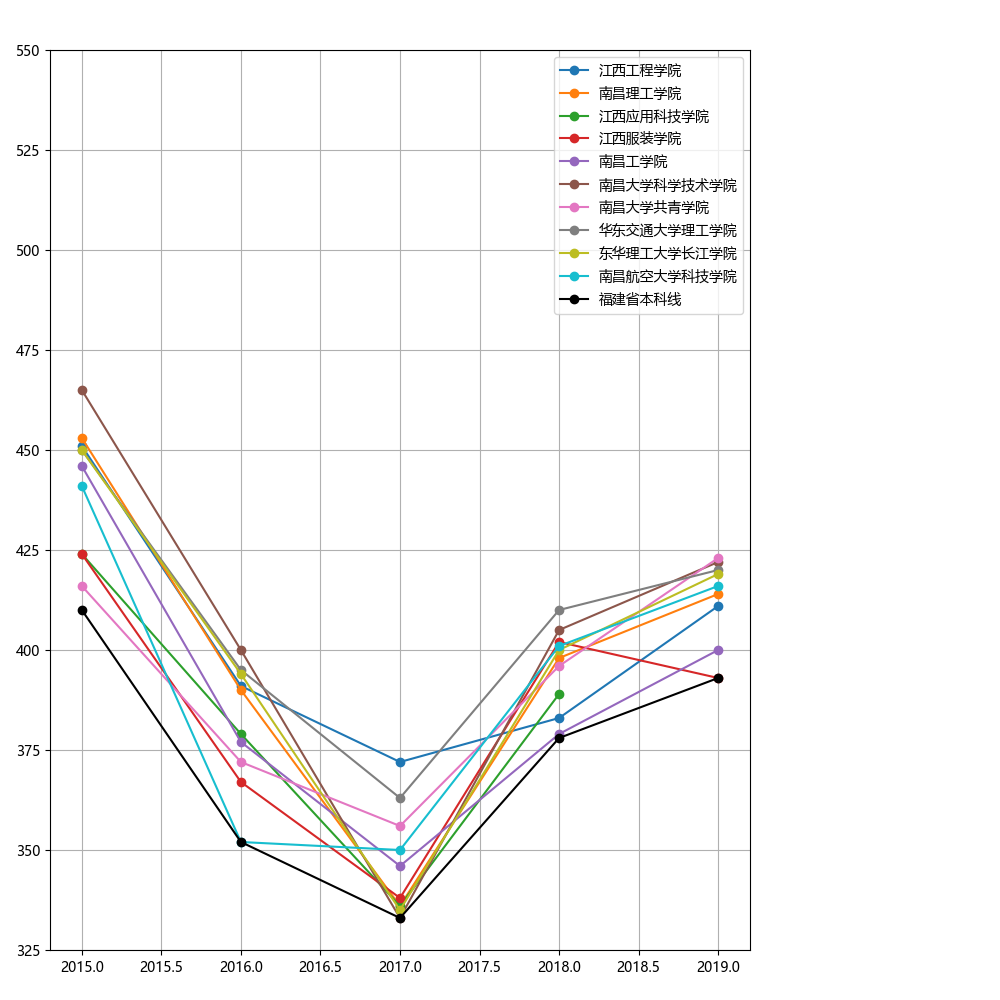 550
525
500
475
450
425
400
375
350
325
江西工程学院
南昌理工学院
江西应用科技学院
江西服装学院
南昌工学院
南昌大学科学技术学院
南昌大学共青学院
华东交通大学理工学院
东华理工大学长江学院
南昌航空大学科技学院
福建省本科线
2015.0 2015.5 2016.0 2016.5 2017.0 2017.5 2018.0 2018.5 2019.0